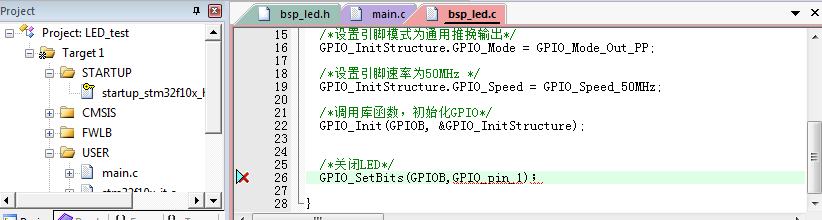 Project
Project: LED_test
Target 1
STARTUP
startup_stm32f10x_h
CMSIS
FWLB
USER
main.c
bsp_led.h
main.c
bsp_led.c
15 /*设置引脚模式为通用推换输出*/
16 GPIO_InitStructure.GPIO_Mode = GPIO_Mode_Out_PP;
17
18 /*设置引脚速率为50MHz */
19 GPIO_InitStructure.GPIO_Speed = GPIO_Speed_50MHz;
20
21 /*调用库函数，初始化GPIO*/
22 GPIO_Init(GPIOB, &GPIO_InitStructure);
23
24
25 /*关闭LED*/
26 GPIO_SetBits(GPIOB,GPIO_pin_1)；
27
28 }